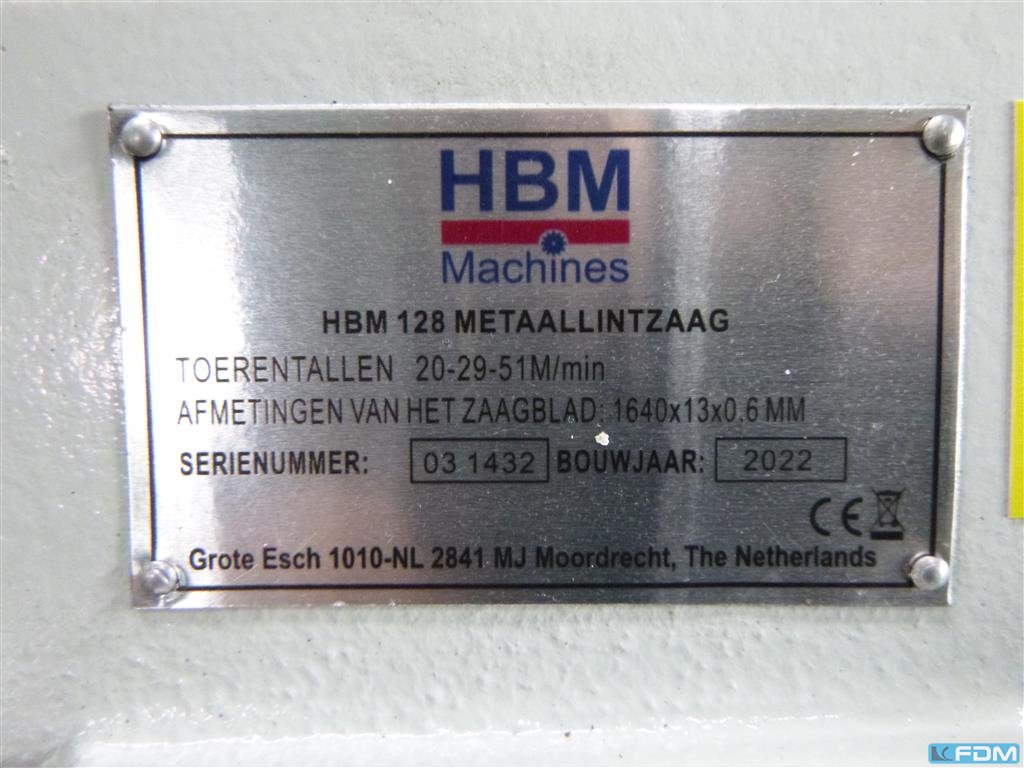 HBM
Machines
HBM 128 METAALLINTZAAG
TOERENTALLEN 20-29-51M/min
AFMETINGEN VAN HET ZAAGBLAD: 1640x13x0.6 MM
SERIENUMMER: 03 1432 BOUWJAAR: 2022
CE
Grote Esch 1010-NL 2841 MJ Moordrecht, The Netherlands
FDM